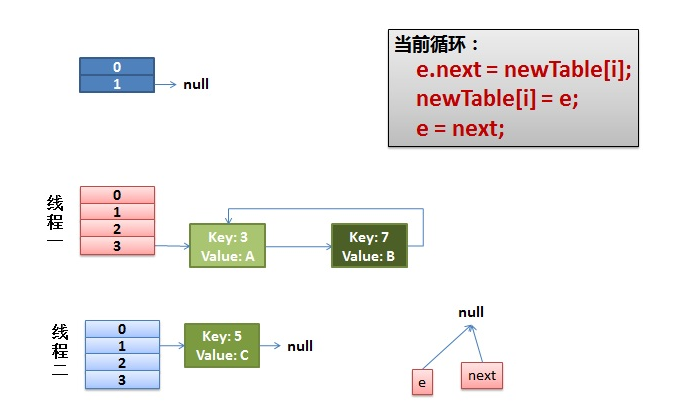 0
1
null
当前循环：
e.next = newTable[i];
newTable[i] = e;
e = next;
线程一
0
1
2
3
Key: 3
Value: A
Key: 7
Value: B
线程二
0
1
2
3
Key: 5
Value: C
null
null
e
next